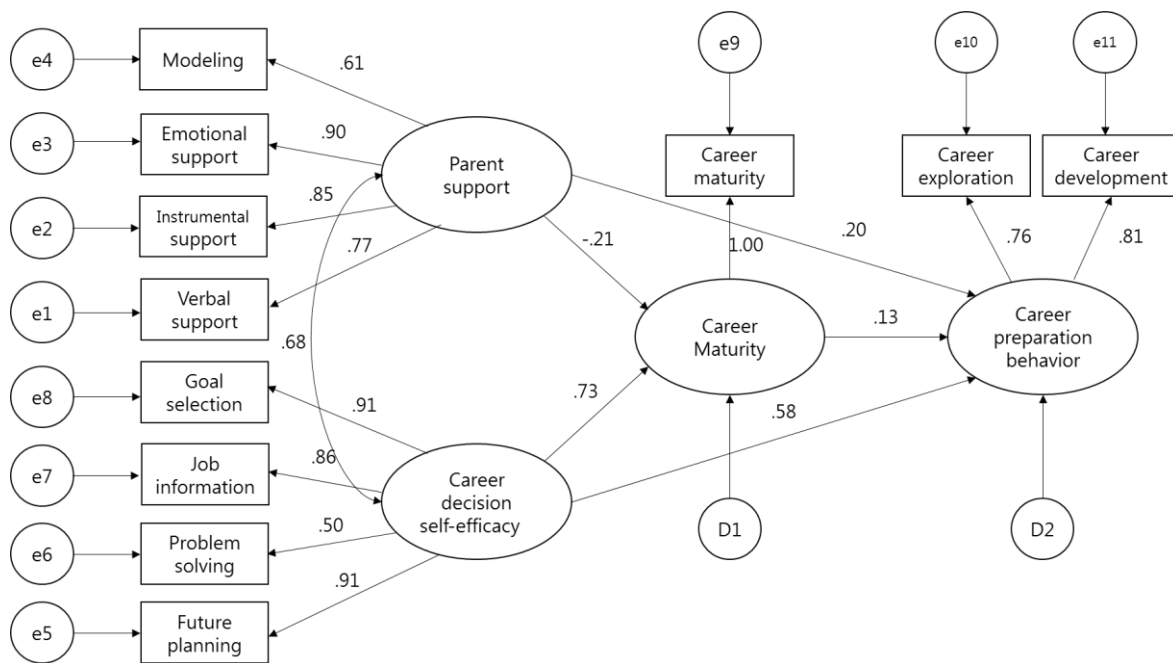 e4
Modeling
.61
e3
Emotional
support
.90
e2
Instrumental
support
.85
e1
Verbal
support
.77
.68
e8
Goal
selection
.91
e7
Job
information
.86
e6
Problem
solving
.50
e5
Future
planning
.91
Parent
support
Career
decision
self-efficacy
-.21
.73
.20
.58
e9
Career
maturity
1.00
Career
Maturity
D1
.13
e10
Career
exploration
.76
e11
Career
development
.81
Career
preparation
behavior
D2